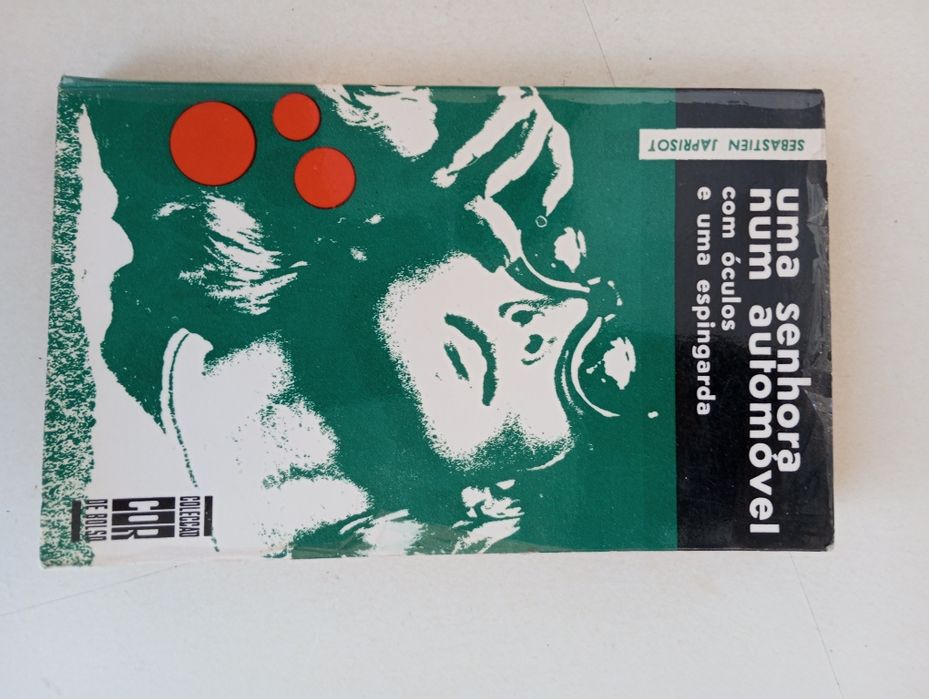 SEBASTIEN JAPRISOT
uma senhora
num automóvel
com óculos
e uma espingarda
COLECÇÃO
COR
DE BOLSO